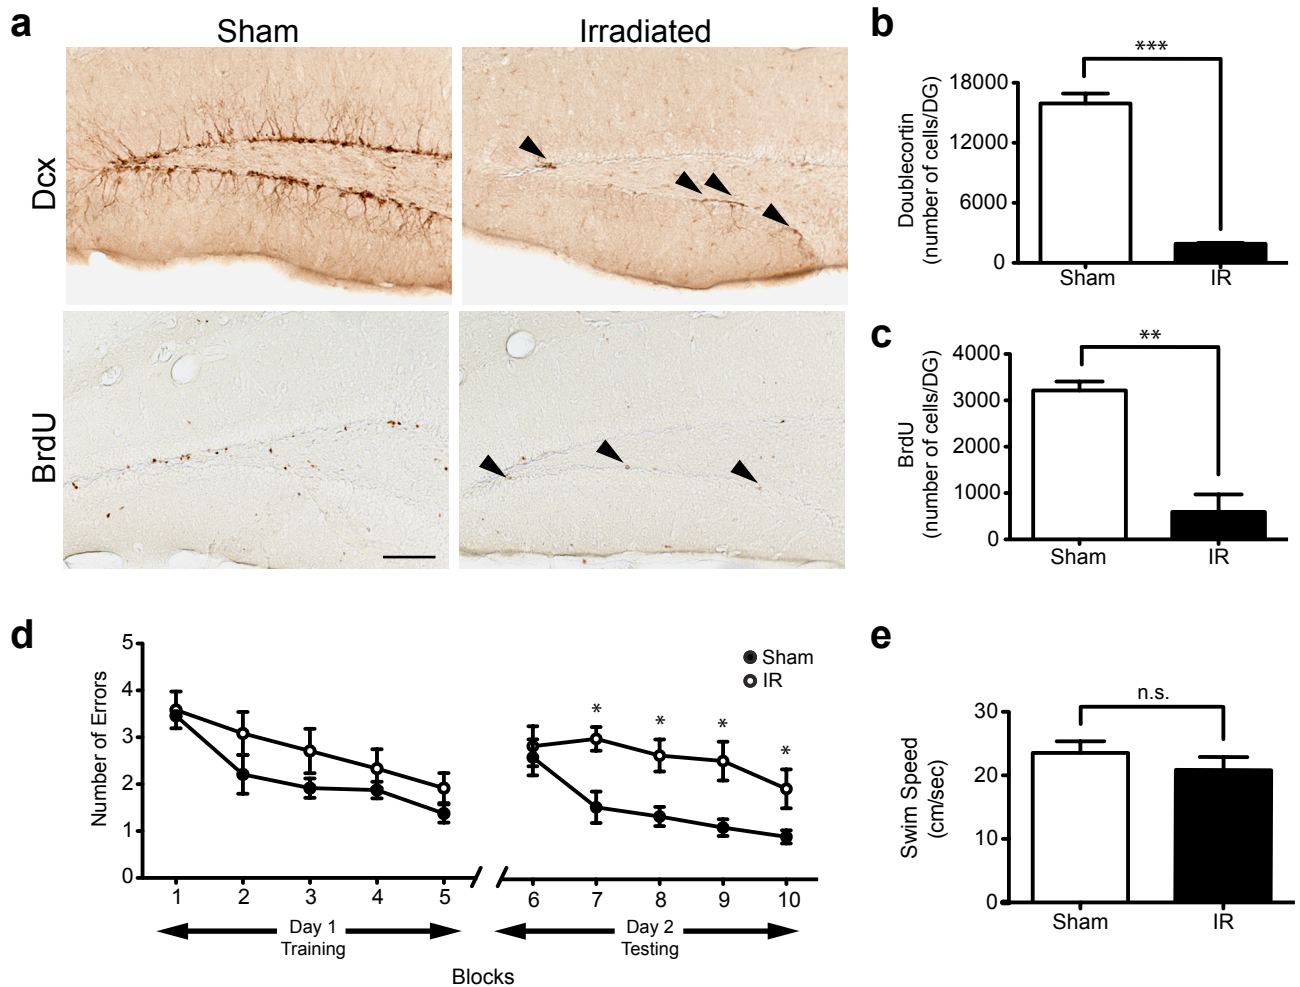 a
Sham
Irradiated
Dcx
BrdU
b
***
Doublecortin
(number of cells/DG)
18000
12000
6000
0
Sham
IR
c
**
BrdU
(number of cells/DG)
4000
3000
2000
1000
0
Sham
IR
d
Number of Errors
5
4
3
2
1
0
Sham
IR
*
*
*
*
1
2
3
4
5
6
7
8
9
10
Day 1
Training
Day 2
Testing
Blocks
e
n.s.
Swim Speed
(cm/sec)
30
20
10
0
Sham
IR